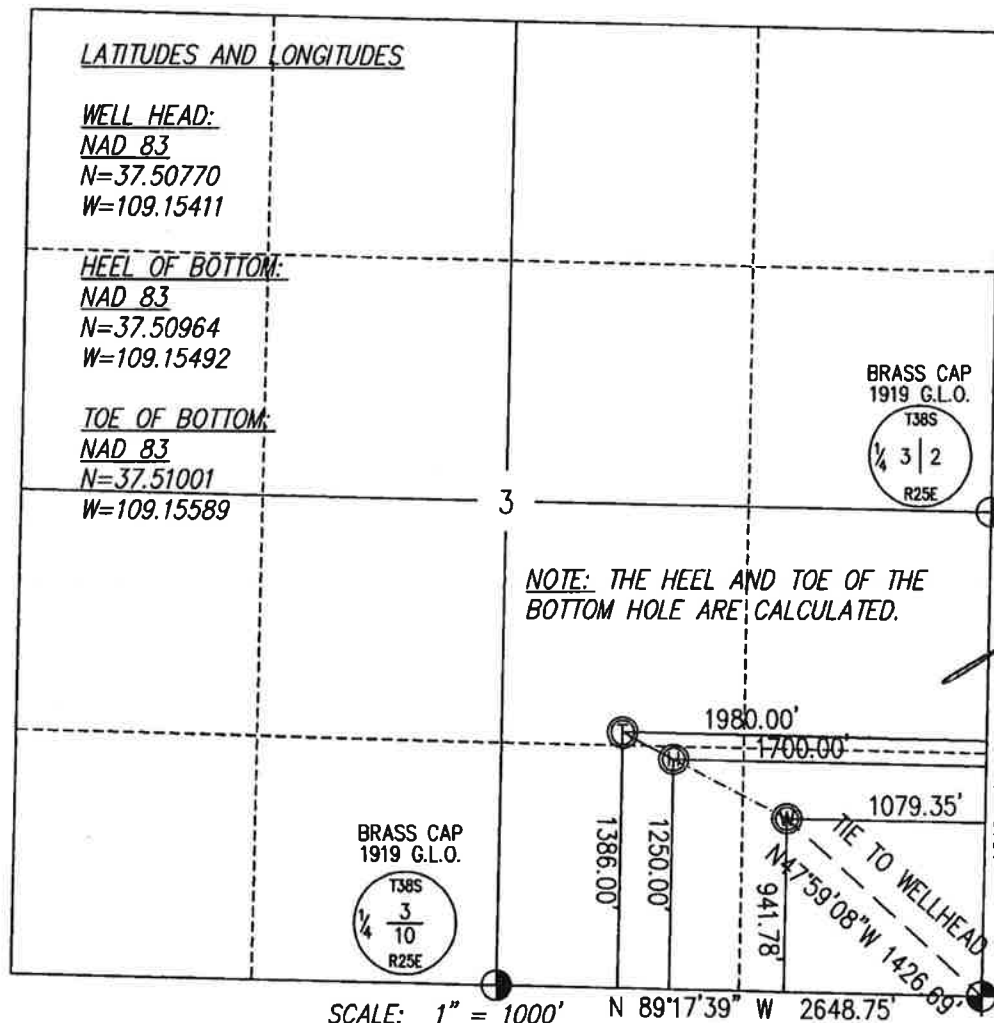 LATITUDES AND LONGITUDES
WELL HEAD:
NAD 83
N=37.50770
W=109.15411
HEEL OF BOTTOM:
NAD 83
N=37.50964
W=109.15492
TOE OF BOTTOM:
NAD 83
N=37.51001
W=109.15589
BRASS CAP
1919 G.L.O.
T38S
1/4 3 | 2
R25E
3
NOTE: THE HEEL AND TOE OF THE
BOTTOM HOLE ARE CALCULATED.
1980.00'
1700.00'
1079.35'
T
H
W
1386.00'
1250.00'
941.78'
TIE TO WELLHEAD
N47°59'08"W 1426.69'
BRASS CAP
1919 G.L.O.
T38S
1/4 3
10
R25E
SCALE: 1" = 1000'
N 89°17'39" W 2648.75'